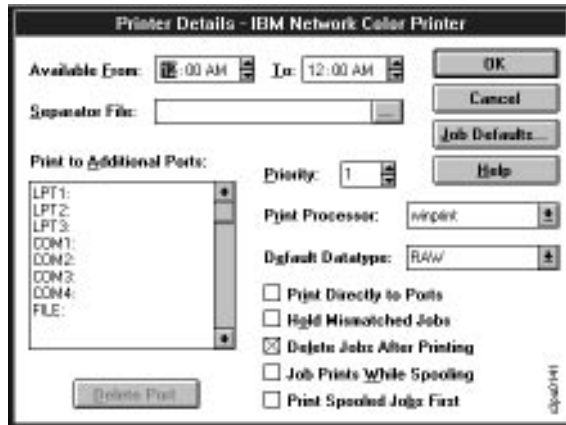 Printer Details - IBM Network Color Printer
Available From: 12:00 AM To: 12:00 AM
OK
Separator File: ...
Cancel
Job Defaults...
Help
Print to Additional Ports:
LPT1:
LPT2:
LPT3:
COM1:
COM2:
COM3:
COM4:
FILE:
Priority: 1
Print Processor: winprint
Default Datatype: RAW
Print Directly to Ports
Hold Mismatched Jobs
Delete Jobs After Printing
Job Prints While Spooling
Print Spooled Jobs First
Delete Port